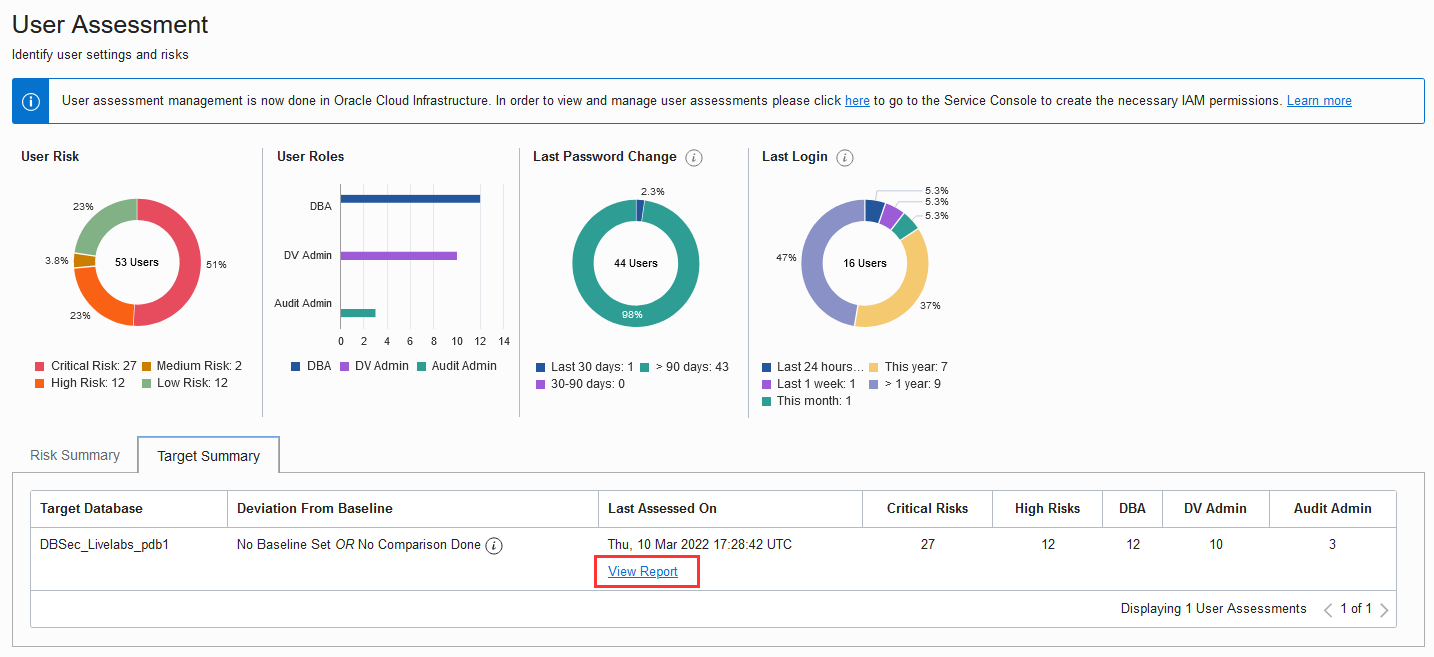 User Assessment
Identify user settings and risks
User assessment management is now done in Oracle Cloud Infrastructure. In order to view and manage user assessments please click here to go to the Service Console to create the necessary IAM permissions. Learn more
User Risk
23%
3.8%
53 Users
51%
23%
Critical Risk: 27 Medium Risk: 2
High Risk: 12 Low Risk: 12
User Roles
DBA
DV Admin
Audit Admin
0 2 4 6 8 10 12 14
DBA DV Admin Audit Admin
Last Password Change
2.3%
44 Users
98%
Last 30 days: 1 > 90 days: 43
30-90 days: 0
Last Login
5.3%
5.3%
5.3%
47%
16 Users
37%
Last 24 hours... This year: 7
Last 1 week: 1 > 1 year: 9
This month: 1
Risk Summary Target Summary
Target Database Deviation From Baseline Last Assessed On Critical Risks High Risks DBA DV Admin Audit Admin
DBSec_Livelabs_pdb1 No Baseline Set OR No Comparison Done Thu, 10 Mar 2022 17:28:42 UTC 27 12 12 10 3
View Report
Displaying 1 User Assessments 1 of 1